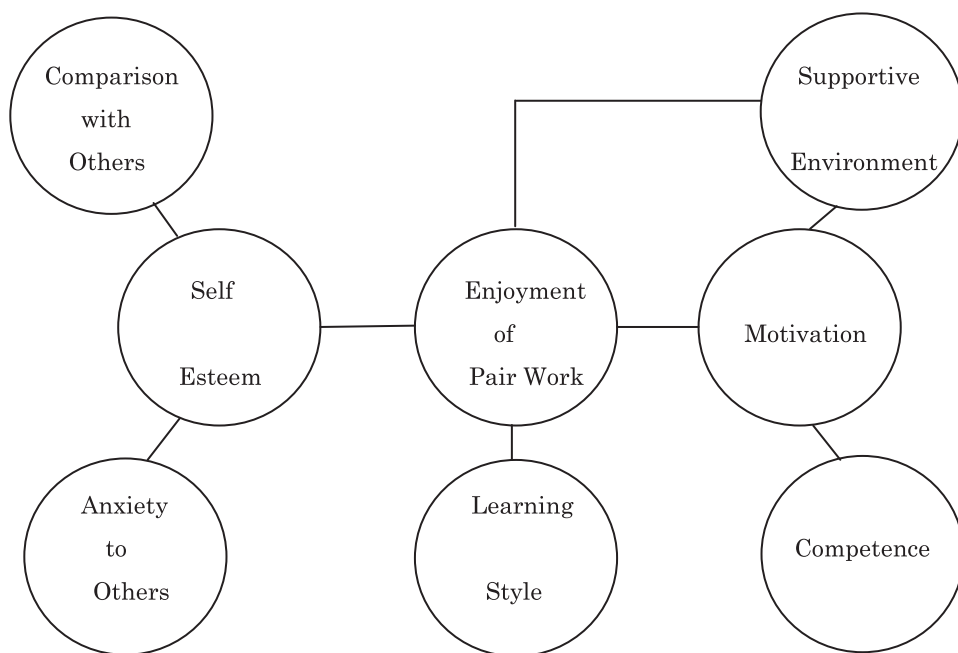 Comparison
with
Others
Supportive
Environment
Self
Esteem
Enjoyment
of
Pair Work
Motivation
Anxiety
to
Others
Learning
Style
Competence